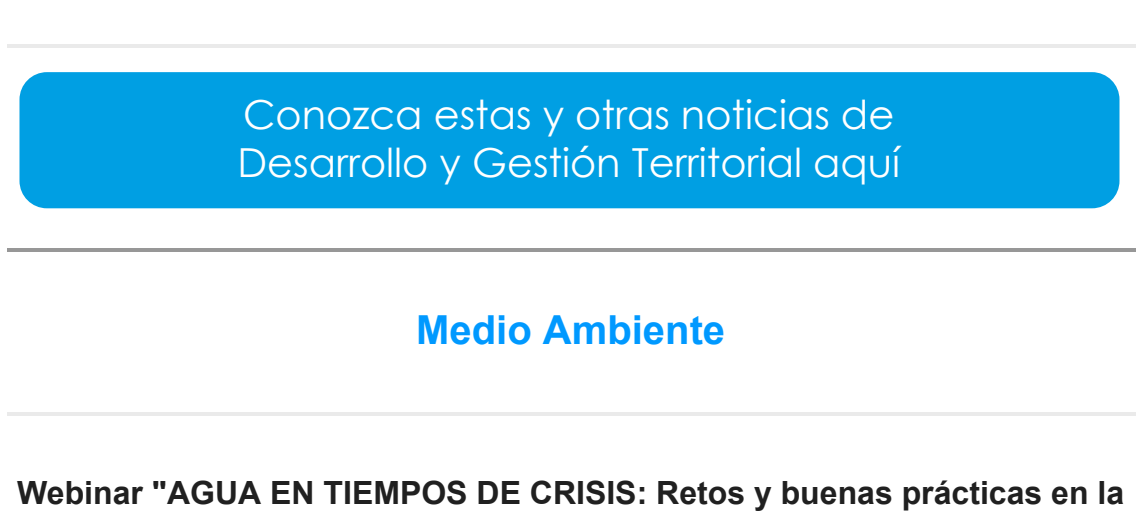 Conozca estas y otras noticias de
Desarrollo y Gestión Territorial aquí
Medio Ambiente
Webinar "AGUA EN TIEMPOS DE CRISIS: Retos y buenas prácticas en la